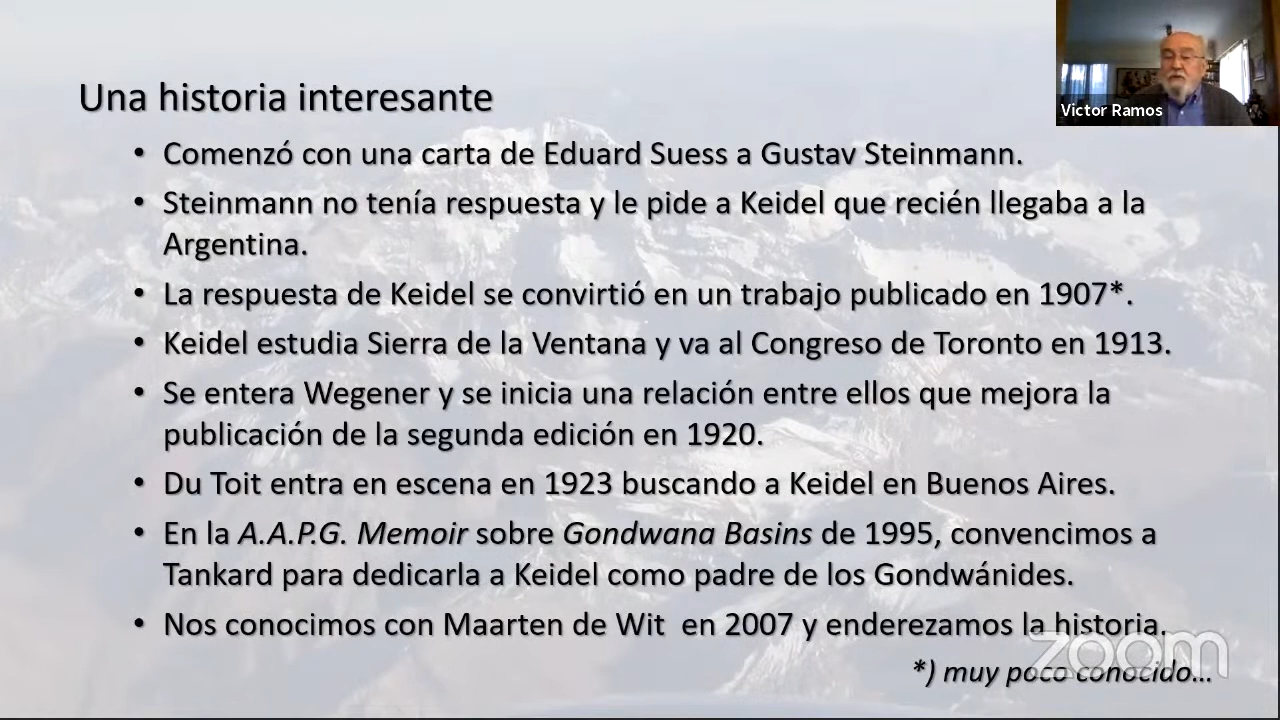 Victor Ramos
Una historia interesante
• Comenzó con una carta de Eduard Suess a Gustav Steinmann.
• Steinmann no tenía respuesta y le pide a Keidel que recién llegaba a la
Argentina.
• La respuesta de Keidel se convirtió en un trabajo publicado en 1907*.
• Keidel estudia Sierra de la Ventana y va al Congreso de Toronto en 1913.
• Se entera Wegener y se inicia una relación entre ellos que mejora la
publicación de la segunda edición en 1920.
• Du Toit entra en escena en 1923 buscando a Keidel en Buenos Aires.
• En la A.A.P.G. Memoir sobre Gondwana Basins de 1995, convencimos a
Tankard para dedicarla a Keidel como padre de los Gondwánides.
• Nos conocimos con Maarten de Wit en 2007 y enderezamos la historia.
zoom
*) muy poco conocido...